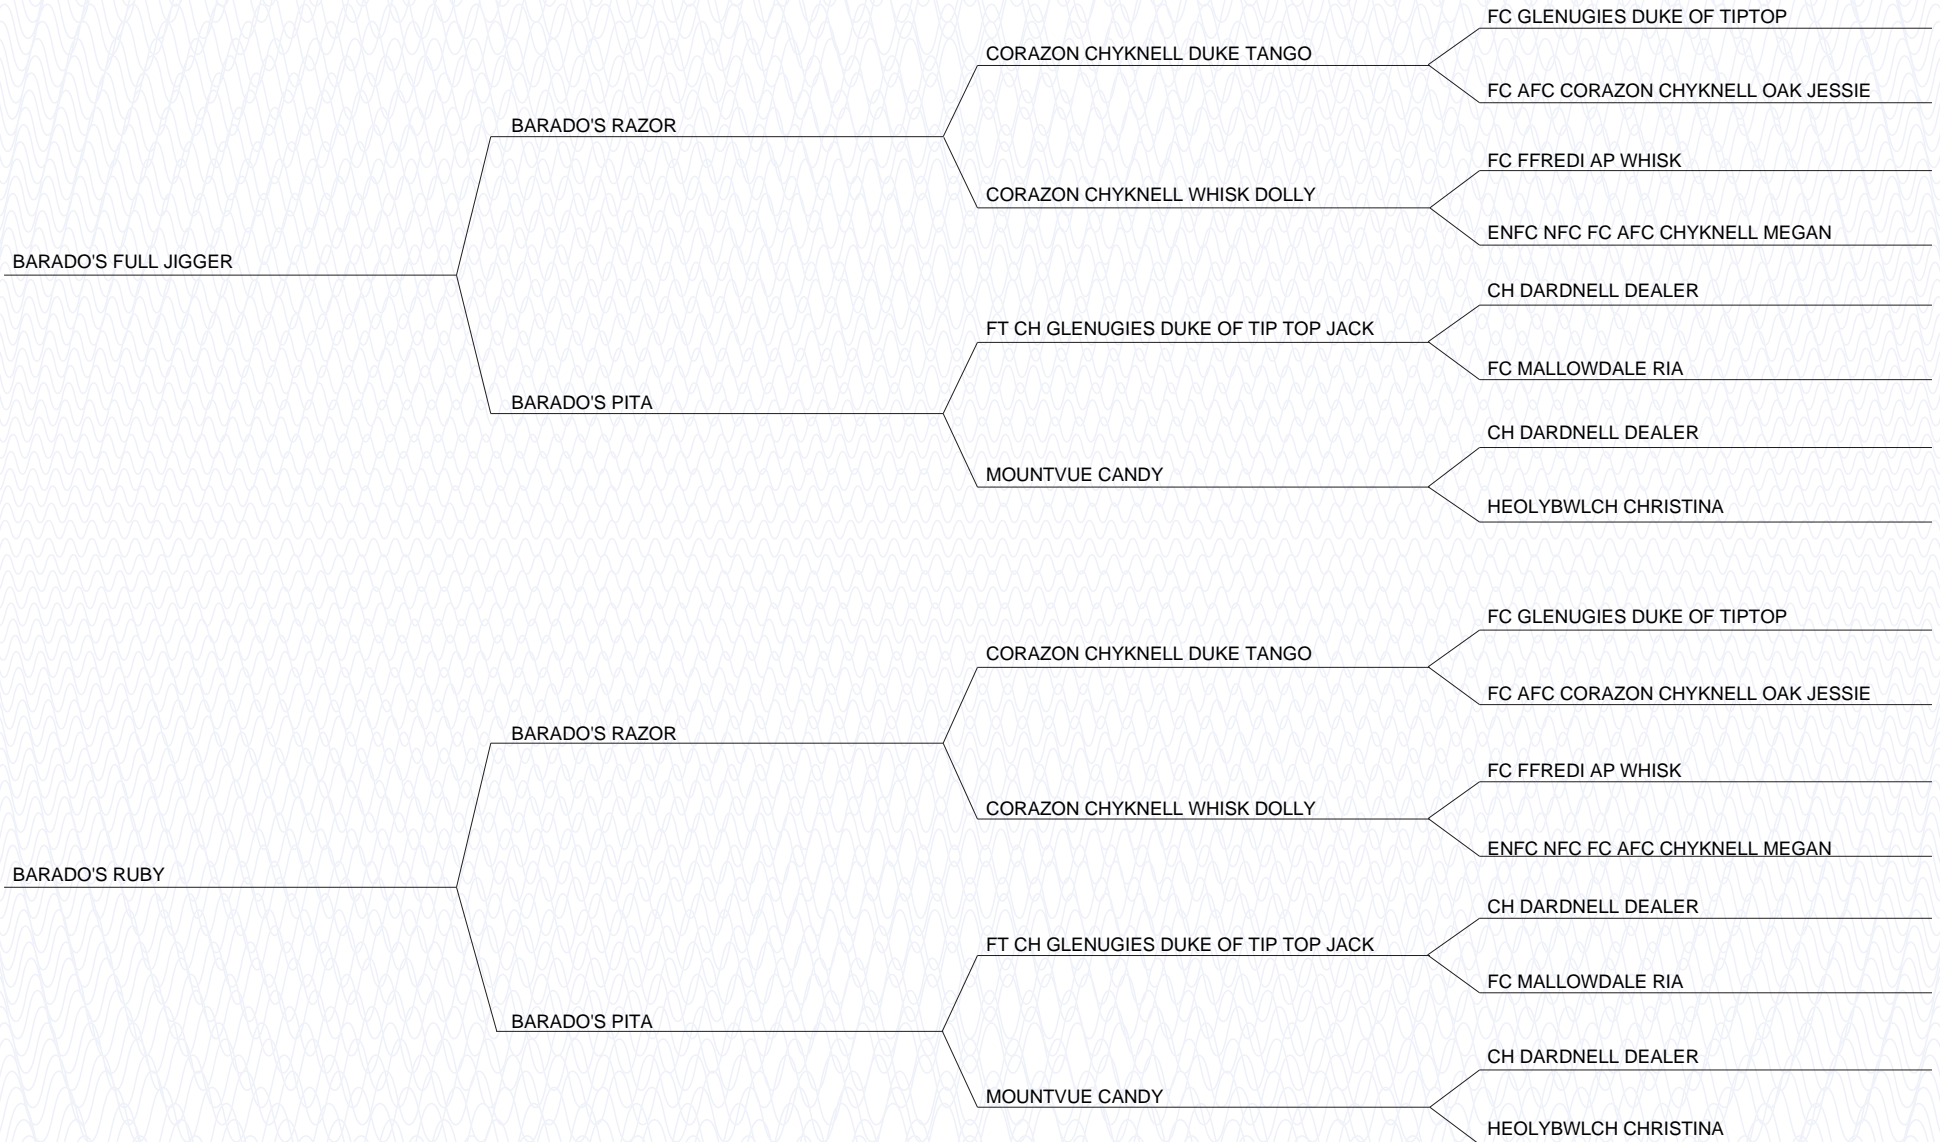 FC GLENUGIES DUKE OF TIPTOP
CORAZON CHYKNELL DUKE TANGO
FC AFC CORAZON CHYKNELL OAK JESSIE
BARADO'S RAZOR
FC FFREDI AP WHISK
CORAZON CHYKNELL WHISK DOLLY
ENFC NFC FC AFC CHYKNELL MEGAN
BARADO'S FULL JIGGER
CH DARDNELL DEALER
FT CH GLENUGIES DUKE OF TIP TOP JACK
FC MALLOWDALE RIA
BARADO'S PITA
CH DARDNELL DEALER
MOUNTVUE CANDY
HEOLYBWLCH CHRISTINA
FC GLENUGIES DUKE OF TIPTOP
CORAZON CHYKNELL DUKE TANGO
FC AFC CORAZON CHYKNELL OAK JESSIE
BARADO'S RAZOR
FC FFREDI AP WHISK
CORAZON CHYKNELL WHISK DOLLY
ENFC NFC FC AFC CHYKNELL MEGAN
BARADO'S RUBY
CH DARDNELL DEALER
FT CH GLENUGIES DUKE OF TIP TOP JACK
FC MALLOWDALE RIA
BARADO'S PITA
CH DARDNELL DEALER
MOUNTVUE CANDY
HEOLYBWLCH CHRISTINA